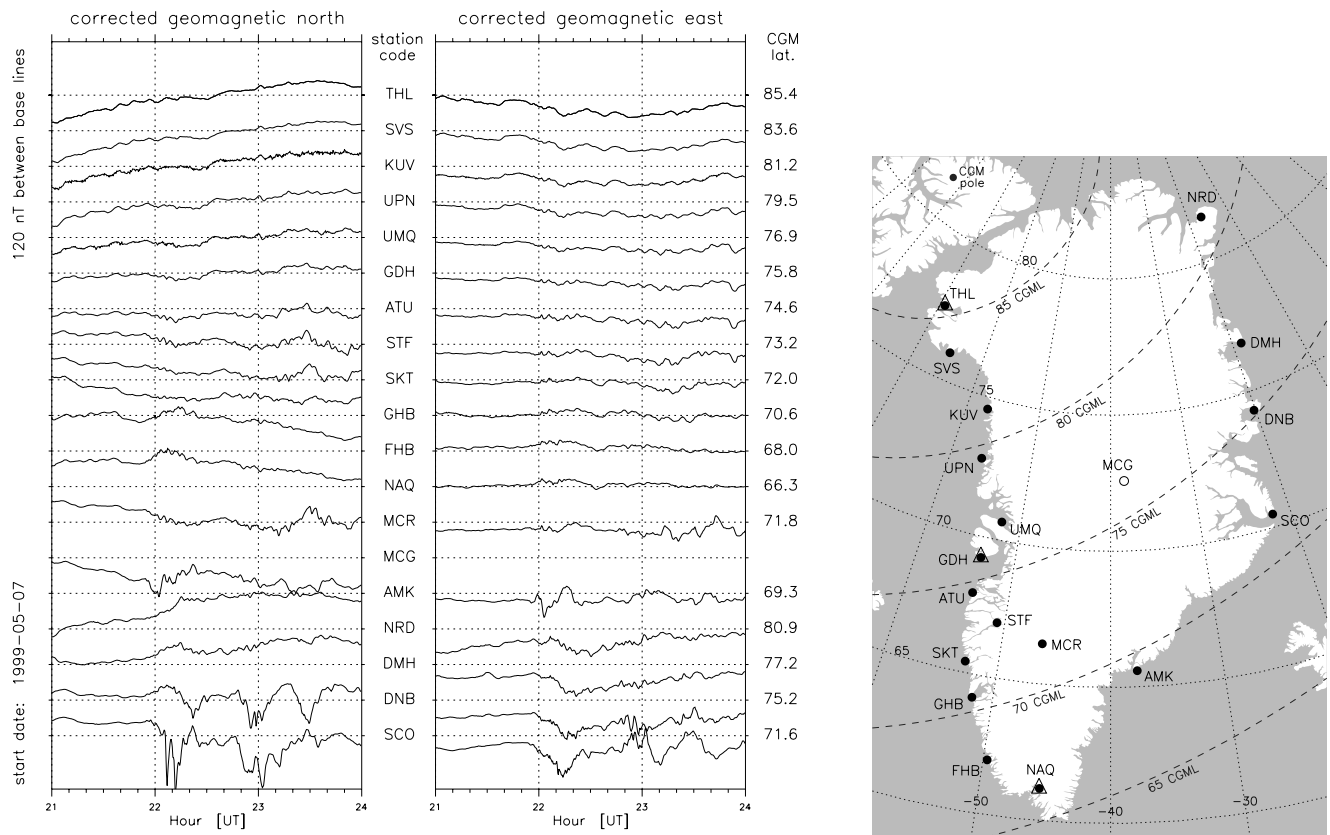 corrected geomagnetic north
corrected geomagnetic east
station
code
CGM
lat.
120 nT between base lines
start date: 1999-05-07
THL 85.4
SVS 83.6
KUV 81.2
UPN 79.5
UMQ 76.9
GDH 75.8
ATU 74.6
STF 73.2
SKT 72.0
GHB 70.6
FHB 68.0
NAQ 66.3
MCR 71.8
MCG
AMK 69.3
NRD 80.9
DMH 77.2
DNB 75.2
SCO 71.6
21 22 23 24
Hour [UT]
21 22 23 24
Hour [UT]
CGM
pole
NRD
80
THL
85 CGML
DMH
SVS
75
KUV
80 CGML
DNB
UPN
MCG
70
UMQ
75 CGML
SCO
GDH
ATU
STF
65
SKT
MCR
AMK
GHB
70 CGML
FHB
NAQ
65 CGML
-50
-40
-30